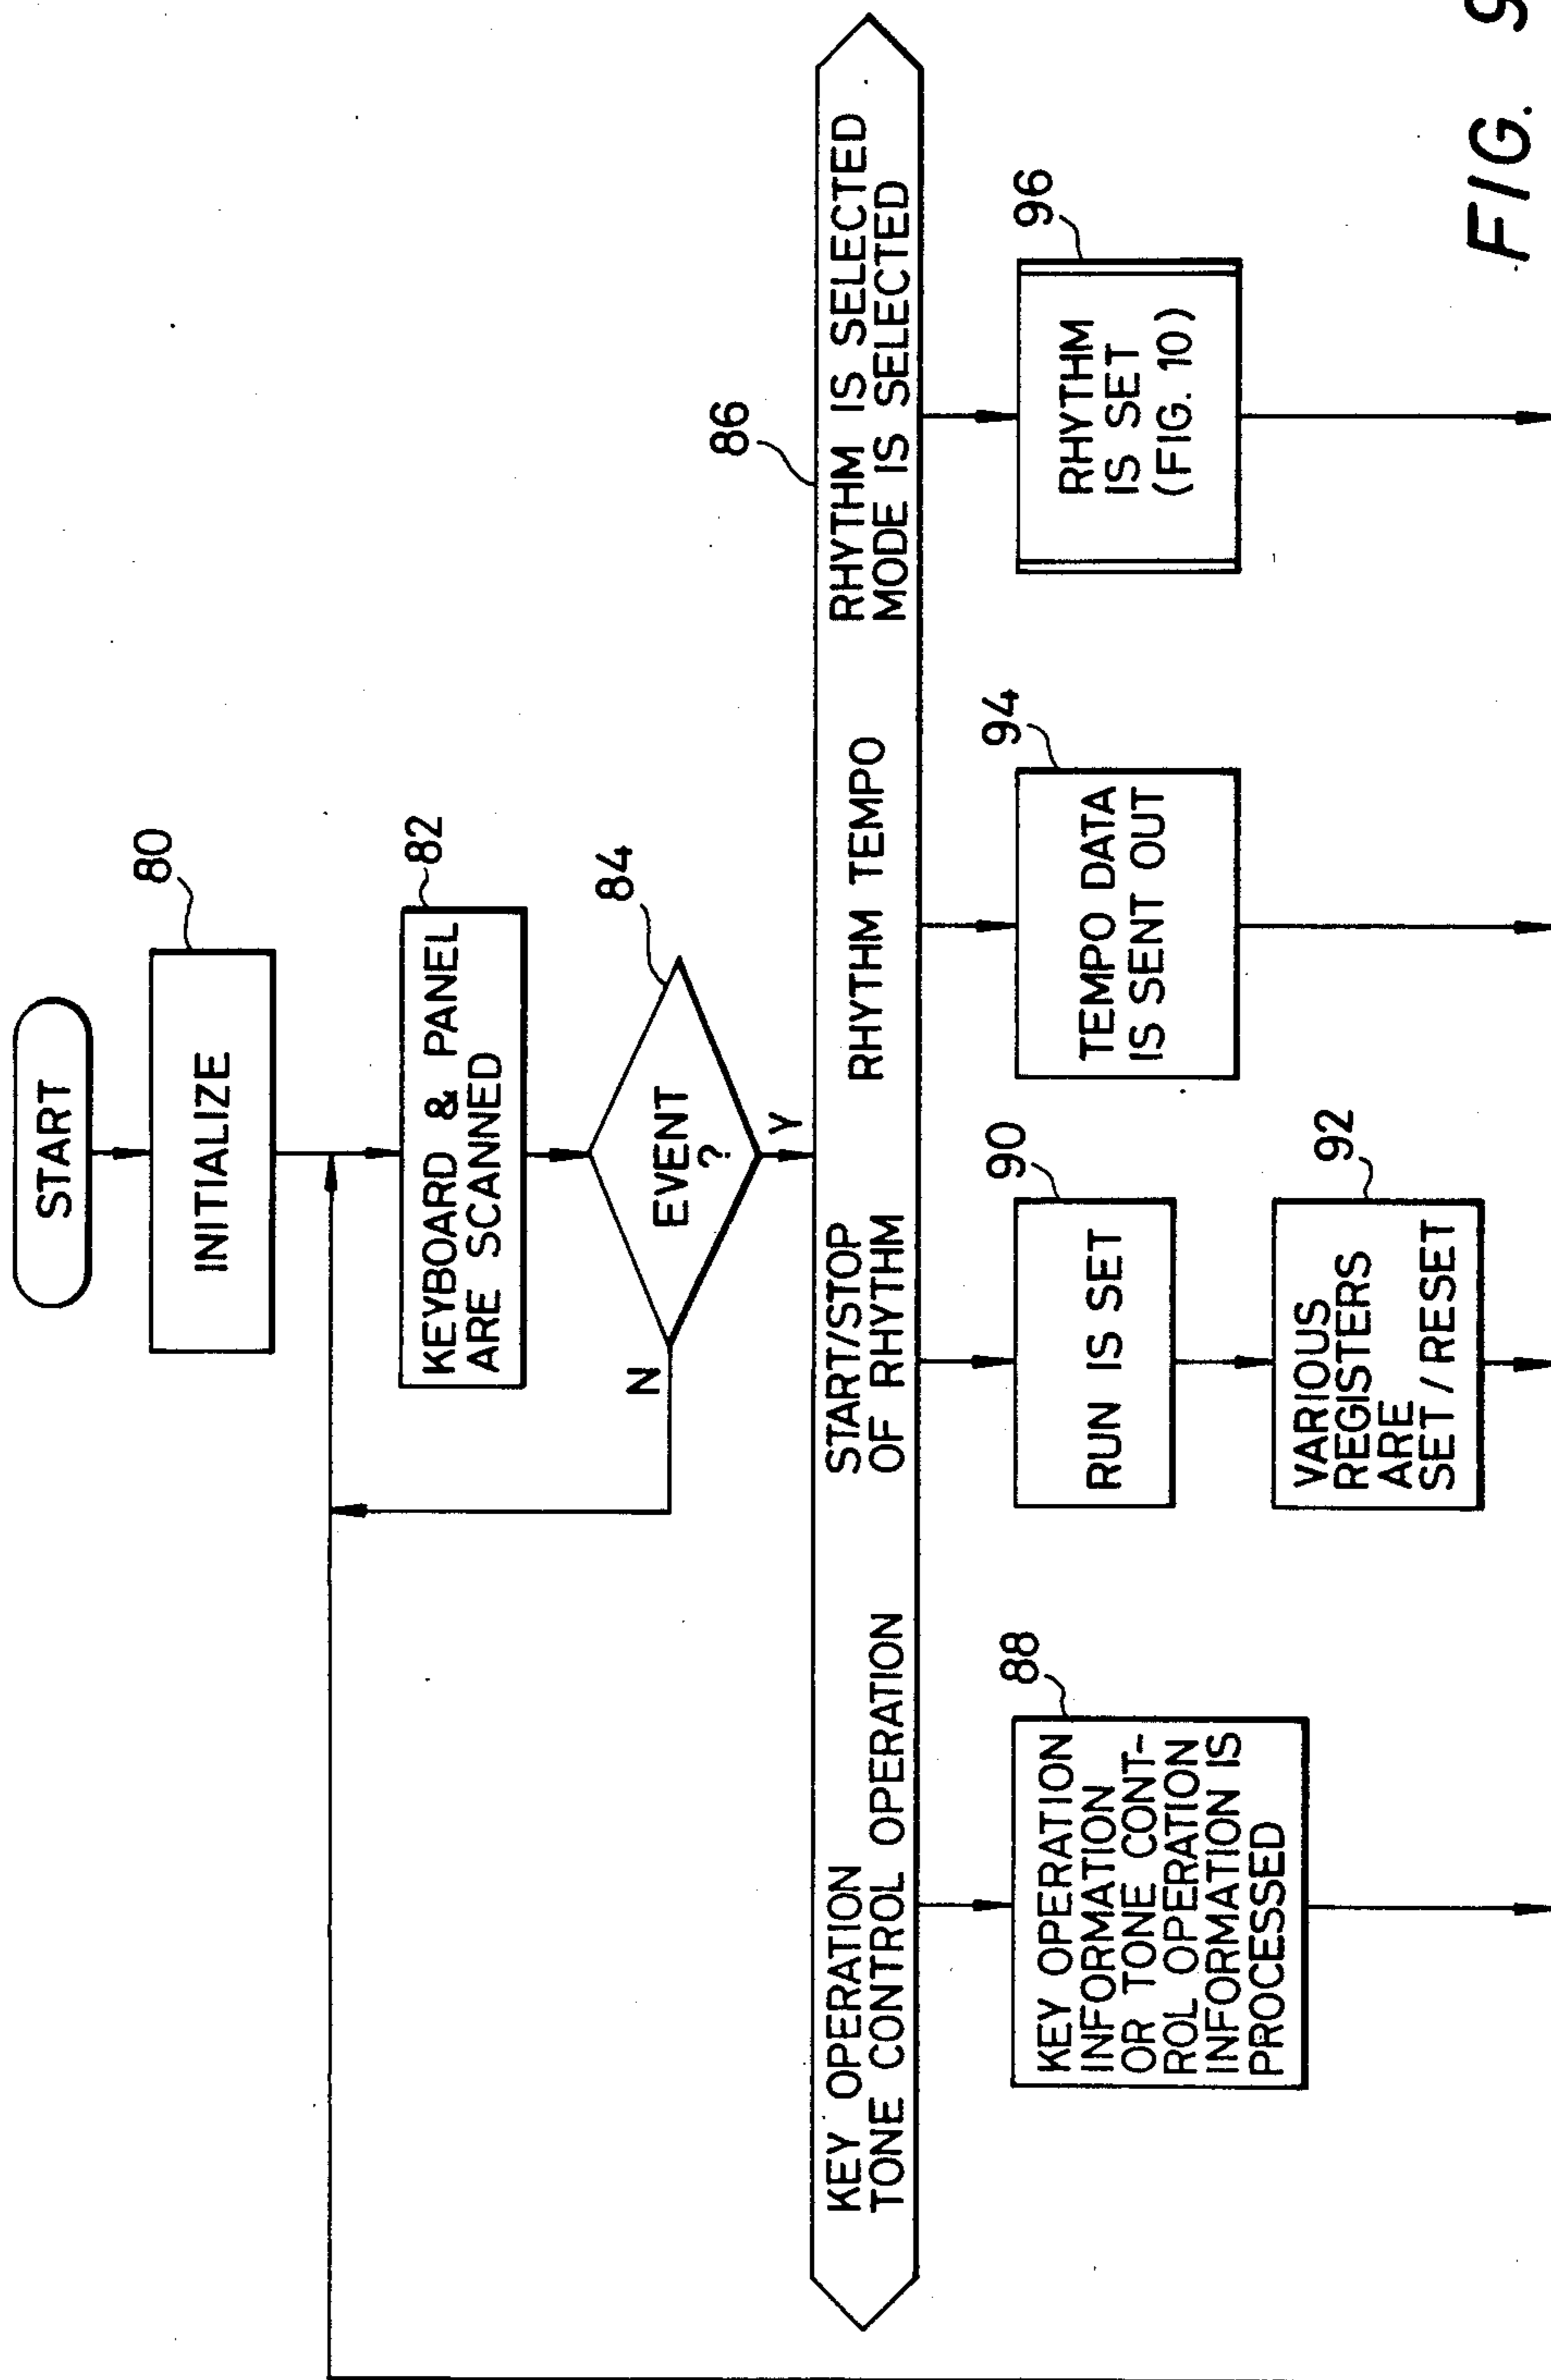 START
80
INITIALIZE
82
KEYBOARD & PANEL
ARE SCANNED
84
EVENT
?
N
Y
86
KEY OPERATION
TONE CONTROL OPERATION
START/STOP
OF RHYTHM
RHYTHM TEMPO
RHYTHM IS SELECTED
MODE IS SELECTED
88
KEY OPERATION
INFORMATION
OR TONE CONT-
ROL OPERATION
INFORMATION IS
PROCESSED
90
RUN IS SET
92
VARIOUS
REGISTERS
ARE
SET / RESET
94
TEMPO DATA
IS SENT OUT
96
RHYTHM
IS SET
(FIG. 10)
FIG. 9